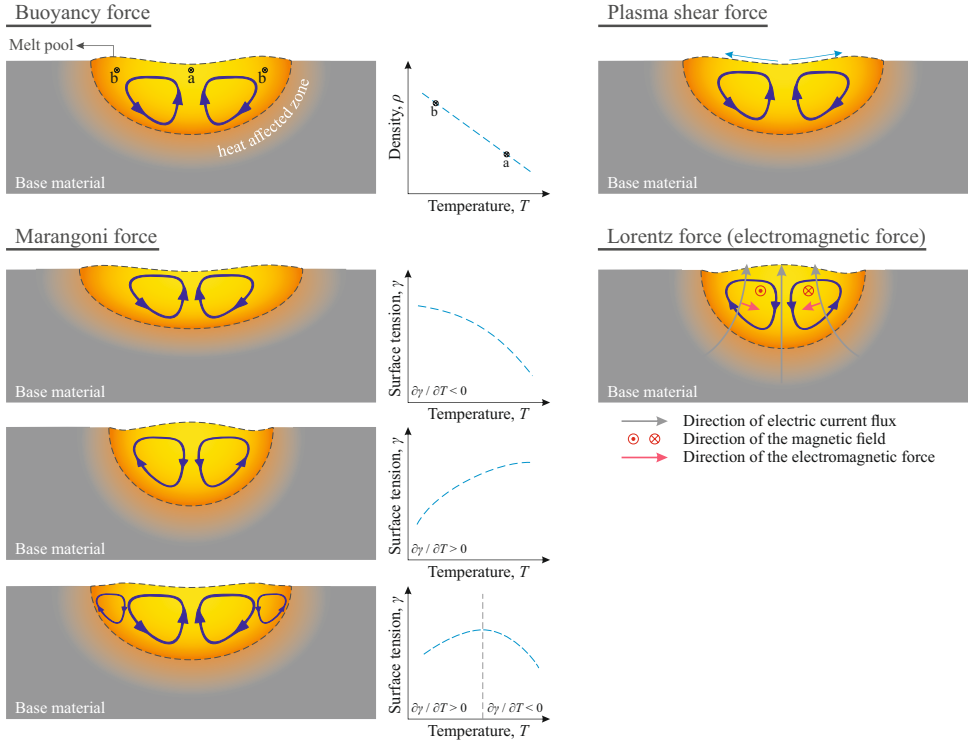 Buoyancy force
Melt pool
b
a
b
heat affected zone
Base material
Density, ρ
b
a
Temperature, T
Plasma shear force
Base material
Marangoni force
Base material
Surface tension, γ
∂γ / ∂T < 0
Temperature, T
Base material
Surface tension, γ
∂γ / ∂T > 0
Temperature, T
Base material
Surface tension, γ
∂γ / ∂T > 0
∂γ / ∂T < 0
Temperature, T
Lorentz force (electromagnetic force)
Base material
Direction of electric current flux
Direction of the magnetic field
Direction of the electromagnetic force